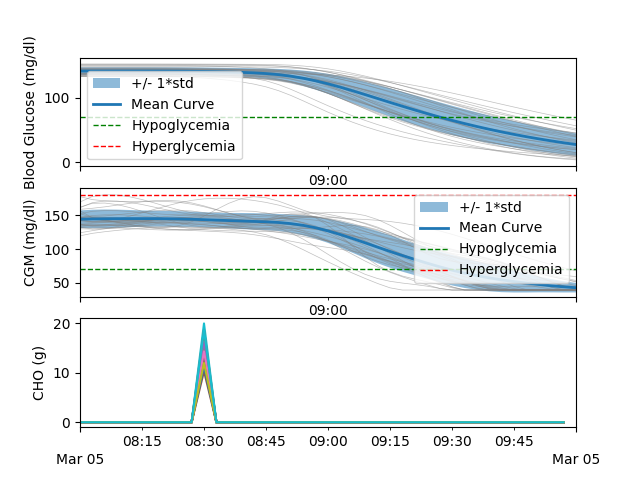 Blood Glucose (mg/dl)
100
0
+/- 1*std
Mean Curve
Hypoglycemia
Hyperglycemia
09:00
CGM (mg/dl)
150
100
50
+/- 1*std
Mean Curve
Hypoglycemia
Hyperglycemia
09:00
CHO (g)
20
10
0
08:15 08:30 08:45 09:00 09:15 09:30 09:45
Mar 05 Mar 05